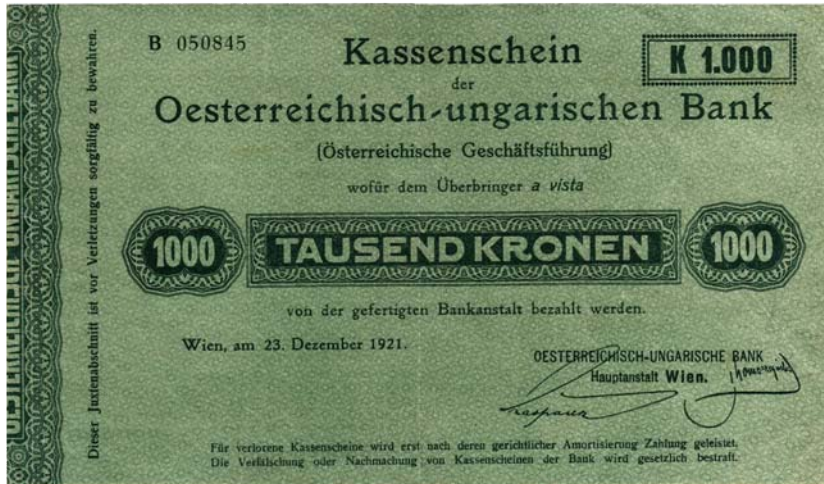 B 050845
Kassenschein
K 1.000
der
Oesterreichisch-ungarischen Bank
(Österreichische Geschäftsführung)
wofür dem Überbringer a vista
1000 TAUSEND KRONEN 1000
von der gefertigten Bankanstalt bezahlt werden.
Wien, am 23. Dezember 1921.
OESTERREICHISCH-UNGARISCHE BANK
Hauptanstalt Wien.
Für verlorene Kassenscheine wird erst nach deren gerichtlicher Amortisierung Zahlung geleistet.
Die Verfälschung oder Nachmachung von Kassenscheinen der Bank wird gesetzlich bestraft.
Dieser Juxtenabschnitt ist vor Verletzungen sorgfältig zu bewahren.
OESTERREICHISCH-UNGARISCHE BANK